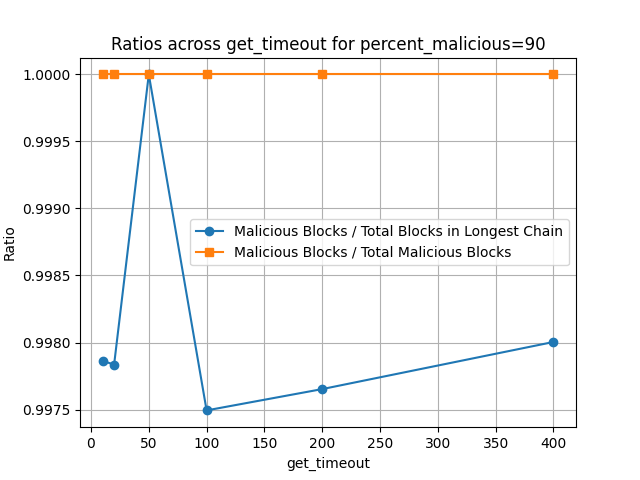 Ratios across get_timeout for percent_malicious=90
1.0000
0.9995
0.9990
0.9985
0.9980
0.9975
Ratio
Malicious Blocks / Total Blocks in Longest Chain
Malicious Blocks / Total Malicious Blocks
0 50 100 150 200 250 300 350 400
get_timeout